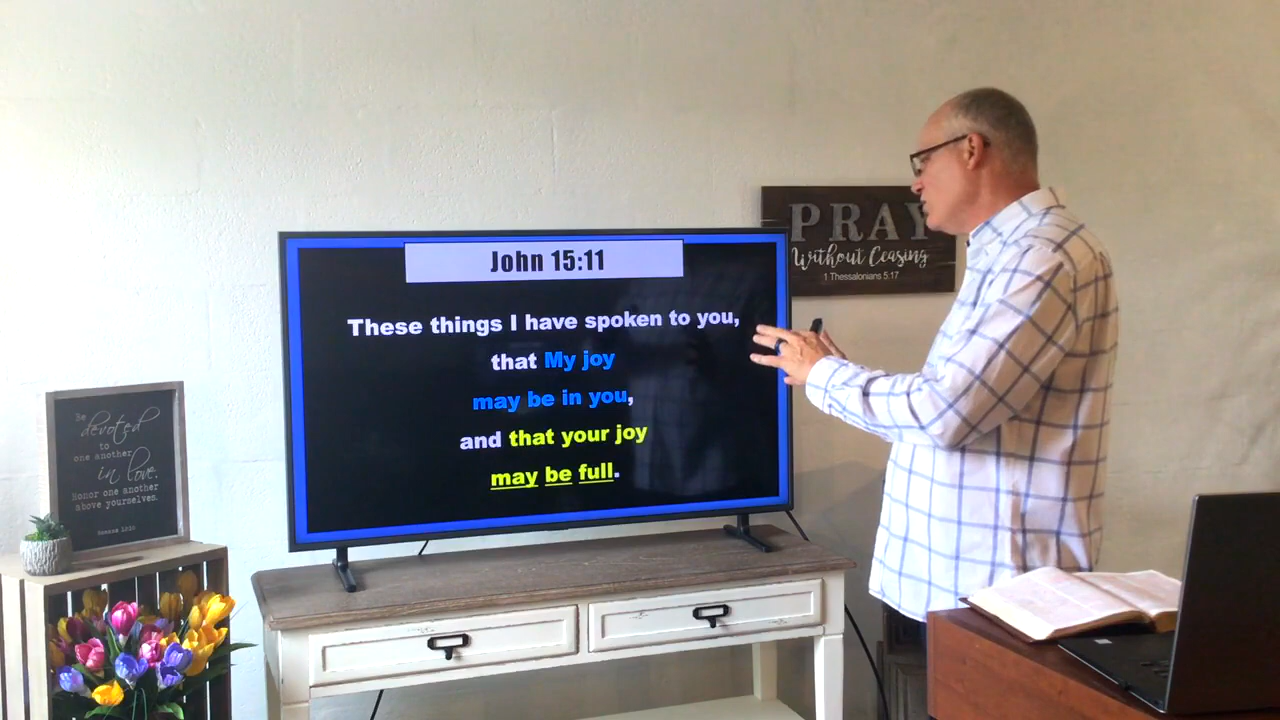 John 15:11
These things I have spoken to you,
that My joy
may be in you,
and that your joy
may be full.
PRAY
Without Ceasing
1 Thessalonians 5:17
Be
devoted
to
one another
in love.
Honor one another
above yourselves.